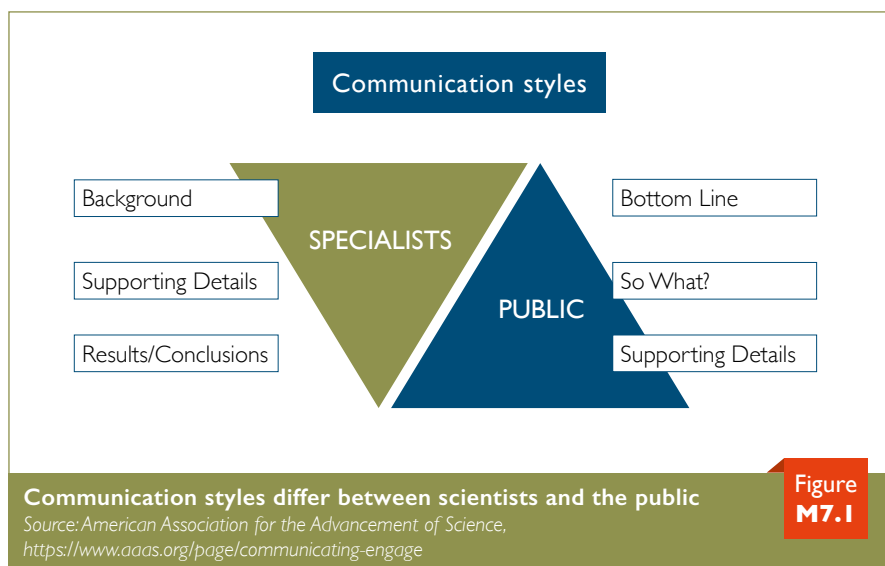 Communication styles
Background
SPECIALISTS
Bottom Line
Supporting Details
PUBLIC
So What?
Results/Conclusions
Supporting Details
Communication styles differ between scientists and the public
Source: American Association for the Advancement of Science,
https://www.aaas.org/page/communicating-engage
Figure
M7.1